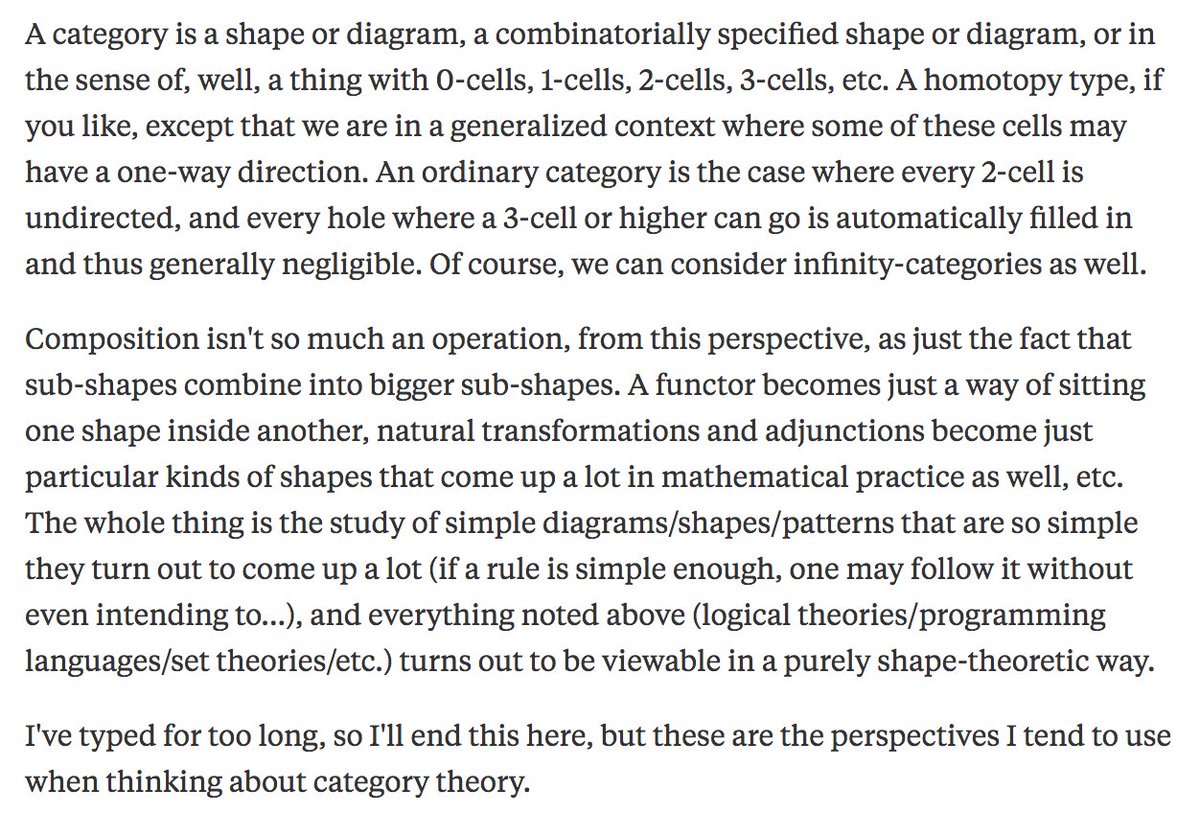 A category is a shape or diagram, a combinatorially specified shape or diagram, or in
the sense of, well, a thing with 0-cells, 1-cells, 2-cells, 3-cells, etc. A homotopy type, if
you like, except that we are in a generalized context where some of these cells may
have a one-way direction. An ordinary category is the case where every 2-cell is
undirected, and every hole where a 3-cell or higher can go is automatically filled in
and thus generally negligible. Of course, we can consider infinity-categories as well.
Composition isn't so much an operation, from this perspective, as just the fact that
sub-shapes combine into bigger sub-shapes. A functor becomes just a way of sitting
one shape inside another, natural transformations and adjunctions become just
particular kinds of shapes that come up a lot in mathematical practice as well, etc.
The whole thing is the study of simple diagrams/shapes/patterns that are so simple
they turn out to come up a lot (if a rule is simple enough, one may follow it without
even intending to...), and everything noted above (logical theories/programming
languages/set theories/etc.) turns out to be viewable in a purely shape-theoretic way.
I've typed for too long, so I'll end this here, but these are the perspectives I tend to use
when thinking about category theory.